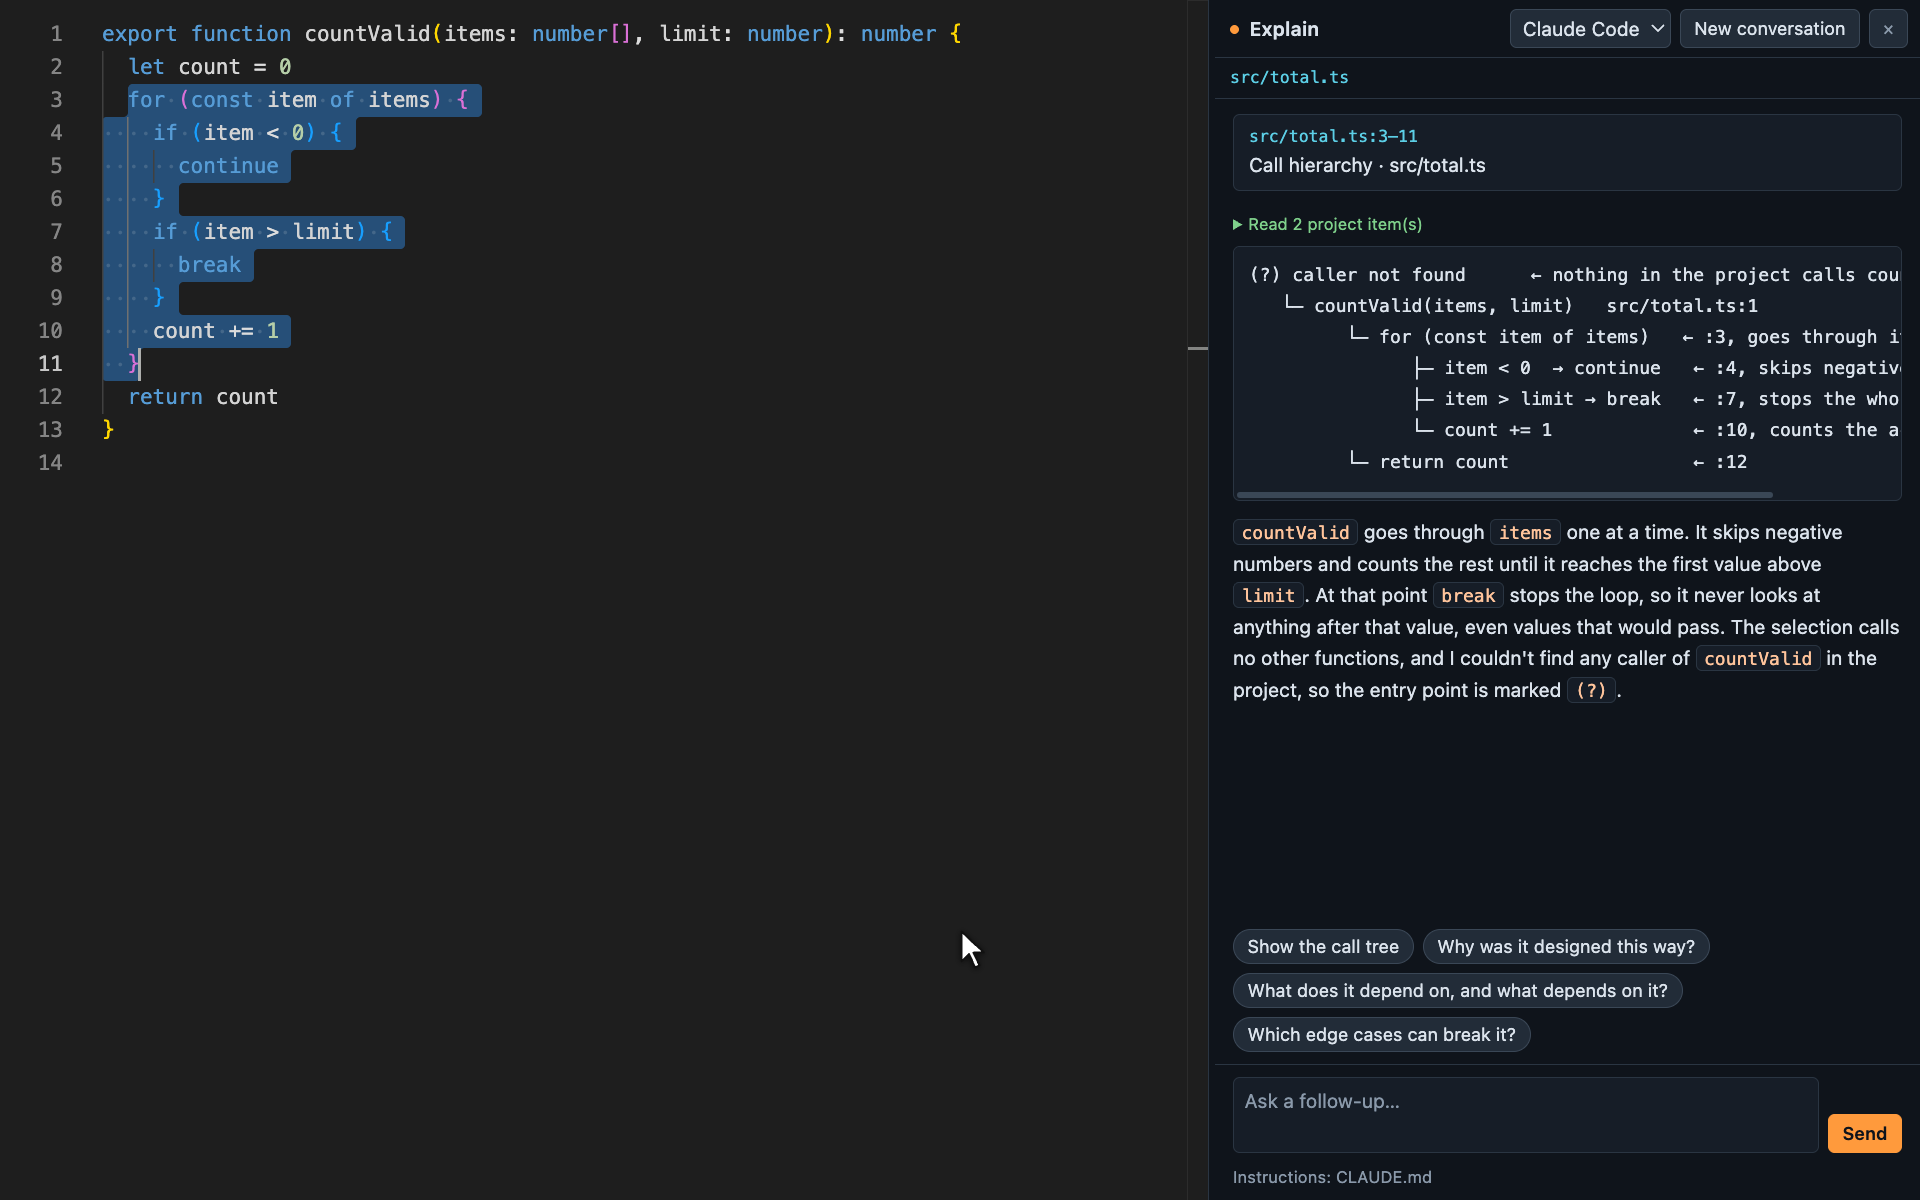 1 export function countValid(items: number[], limit: number): number {
2 let count = 0
3 for (const item of items) {
4 if (item < 0) {
5 continue
6 }
7 if (item > limit) {
8 break
9 }
10 count += 1
11 }
12 return count
13 }
14
Explain
Claude Code
New conversation
×
src/total.ts
src/total.ts:3–11
Call hierarchy · src/total.ts
▶ Read 2 project item(s)
(?) caller not found ← nothing in the project calls cou
└─ countValid(items, limit) src/total.ts:1
└─ for (const item of items) ← :3, goes through i
├─ item < 0 → continue ← :4, skips negativ
├─ item > limit → break ← :7, stops the who
└─ count += 1 ← :10, counts the a
└─ return count ← :12
countValid goes through items one at a time. It skips negative
numbers and counts the rest until it reaches the first value above
limit. At that point break stops the loop, so it never looks at
anything after that value, even values that would pass. The selection calls
no other functions, and I couldn't find any caller of countValid in the
project, so the entry point is marked (?).
Show the call tree
Why was it designed this way?
What does it depend on, and what depends on it?
Which edge cases can break it?
Ask a follow-up...
Send
Instructions: CLAUDE.md